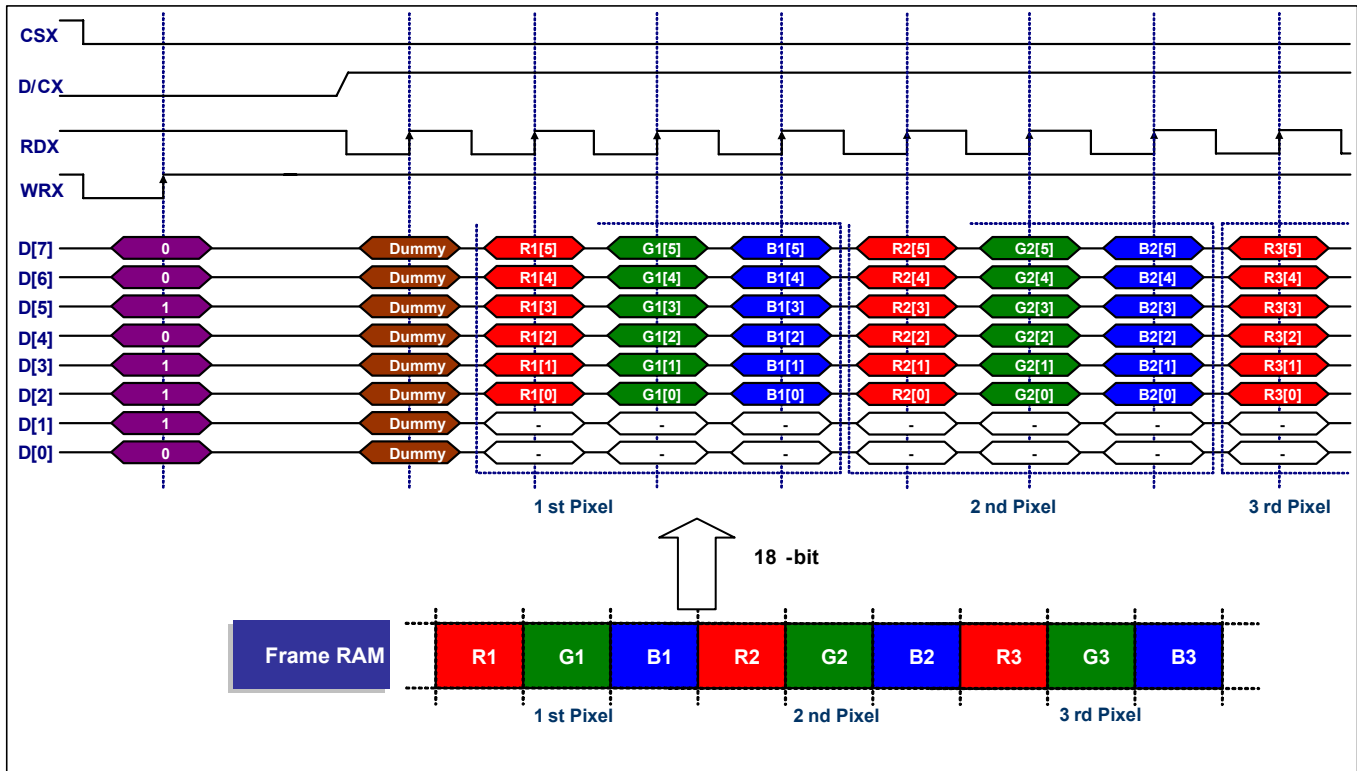 CSX
D/CX
RDX
WRX
D[7] 0 Dummy R1[5] G1[5] B1[5] R2[5] G2[5] B2[5] R3[5]
D[6] 0 Dummy R1[4] G1[4] B1[4] R2[4] G2[4] B2[4] R3[4]
D[5] 1 Dummy R1[3] G1[3] B1[3] R2[3] G2[3] B2[3] R3[3]
D[4] 0 Dummy R1[2] G1[2] B1[2] R2[2] G2[2] B2[2] R3[2]
D[3] 1 Dummy R1[1] G1[1] B1[1] R2[1] G2[1] B2[1] R3[1]
D[2] 1 Dummy R1[0] G1[0] B1[0] R2[0] G2[0] B2[0] R3[0]
D[1] 1 Dummy - - - - - - -
D[0] 0 Dummy - - - - - - -
1 st Pixel 2 nd Pixel 3 rd Pixel
18 -bit
Frame RAM R1 G1 B1 R2 G2 B2 R3 G3 B3
1 st Pixel 2 nd Pixel 3 rd Pixel